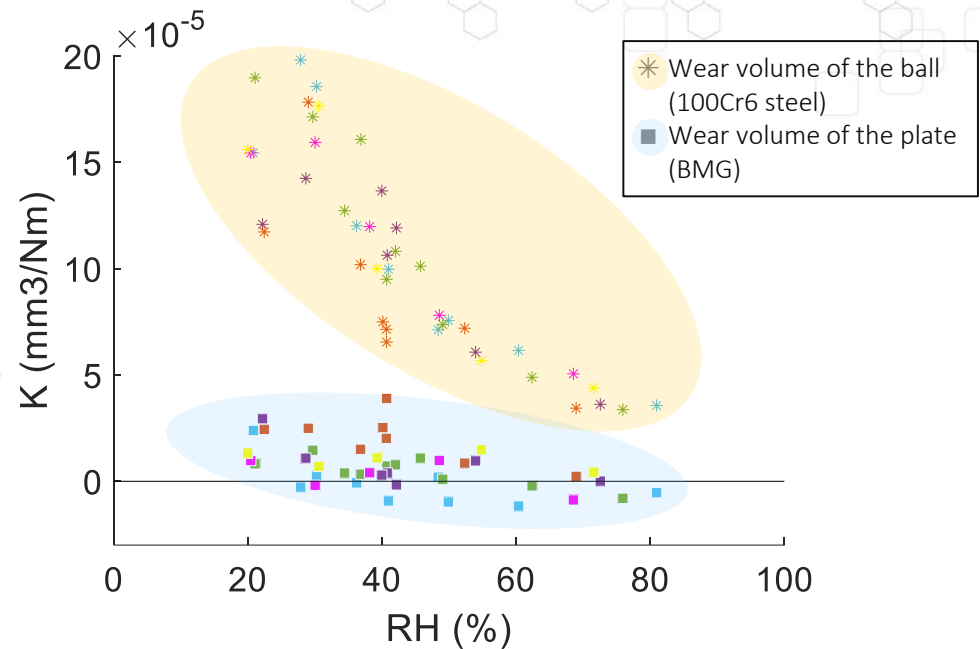 ×10⁻⁵
20
15
10
5
0
K (mm3/Nm)
0 20 40 60 80 100
RH (%)
Wear volume of the ball
(100Cr6 steel)
Wear volume of the plate
(BMG)